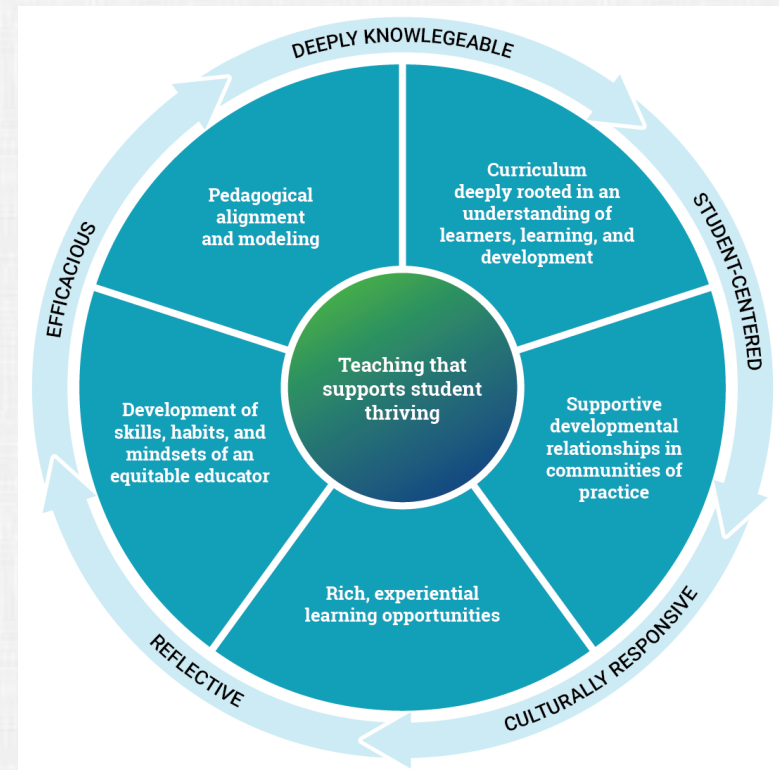 DEEPLY KNOWLEGEABLE
STUDENT-CENTERED
CULTURALLY RESPONSIVE
REFLECTIVE
EFFICACIOUS
Pedagogical
alignment
and modeling
Curriculum
deeply rooted in an
understanding of
learners, learning, and
development
Teaching that
supports student
thriving
Development of
skills, habits, and
mindsets of an
equitable educator
Supportive
developmental
relationships in
communities of
practice
Rich, experiential
learning opportunities